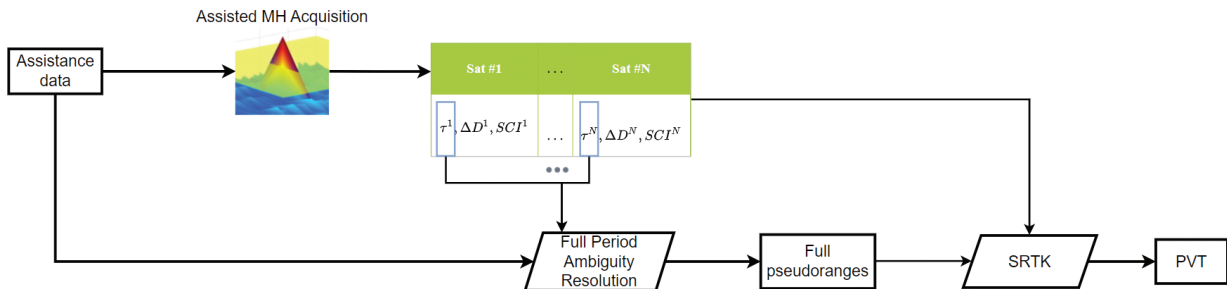 Assisted MH Acquisition
Assistance
data
Sat #1 ... Sat #N
τ¹, ΔD¹, SCI¹ ... τᴺ, ΔDᴺ, SCIᴺ
Full Period
Ambiguity
Resolution
Full
pseudoranges
SRTK
PVT